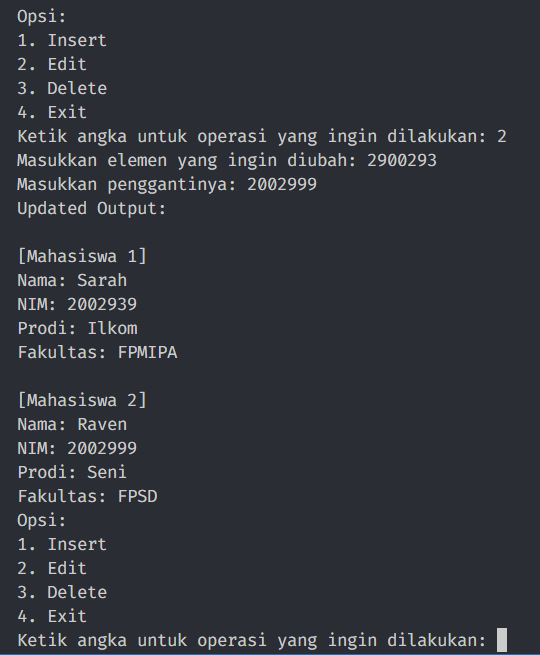 Opsi:
1. Insert
2. Edit
3. Delete
4. Exit
Ketik angka untuk operasi yang ingin dilakukan: 2
Masukkan elemen yang ingin diubah: 2900293
Masukkan penggantinya: 2002999
Updated Output:

[Mahasiswa 1]
Nama: Sarah
NIM: 2002939
Prodi: Ilkom
Fakultas: FPMIPA

[Mahasiswa 2]
Nama: Raven
NIM: 2002999
Prodi: Seni
Fakultas: FPSD
Opsi:
1. Insert
2. Edit
3. Delete
4. Exit
Ketik angka untuk operasi yang ingin dilakukan: